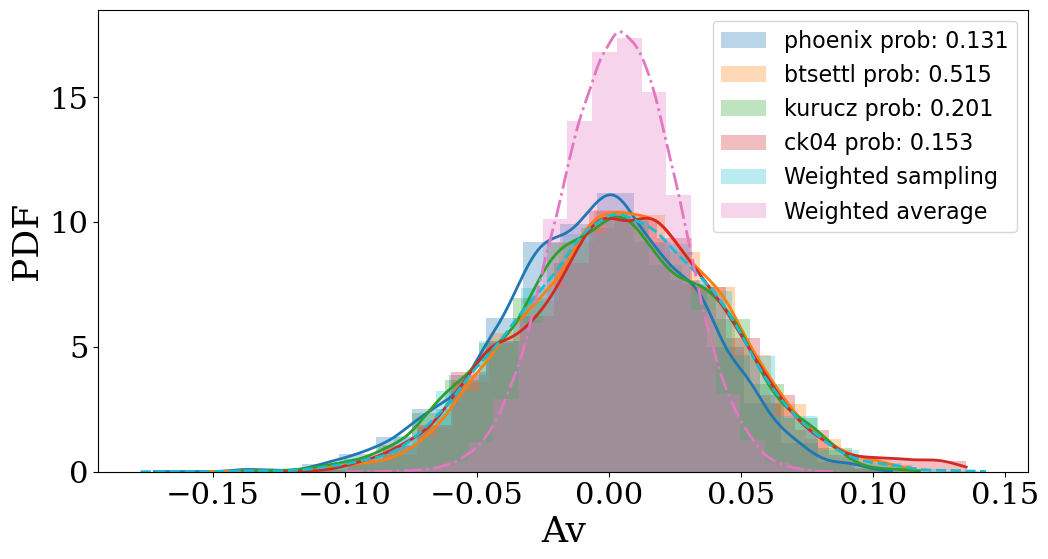 phoenix prob: 0.131
btsettl prob: 0.515
kurucz prob: 0.201
ck04 prob: 0.153
Weighted sampling
Weighted average
PDF
15
10
5
0
−0.15 −0.10 −0.05 0.00 0.05 0.10 0.15
Av